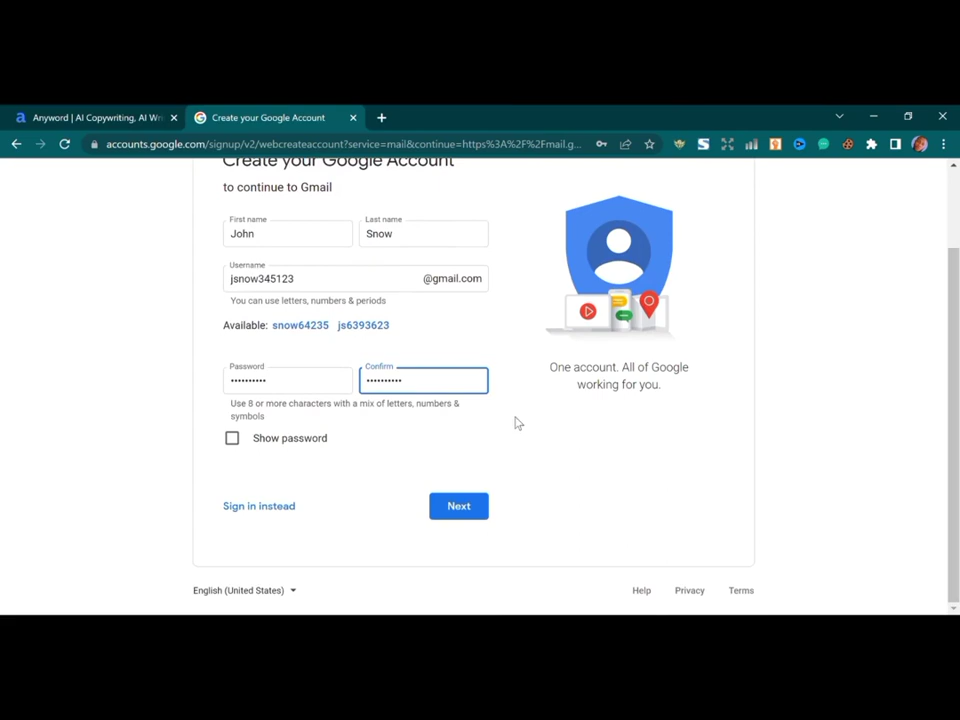 Anyword | AI Copywriting, AI Wr
Create your Google Account
accounts.google.com/signup/v2/webcreateaccount?service=mail&continue=https%3A%2F%2Fmail.g...
Create your Google Account
to continue to Gmail
First name
Last name
John
Snow
Username
jsnow345123
@gmail.com
You can use letters, numbers & periods
Available: snow64235 js6393623
Password
Confirm
••••••••••
••••••••••
Use 8 or more characters with a mix of letters, numbers &
symbols
Show password
Sign in instead
Next
One account. All of Google
working for you.
English (United States)
Help
Privacy
Terms